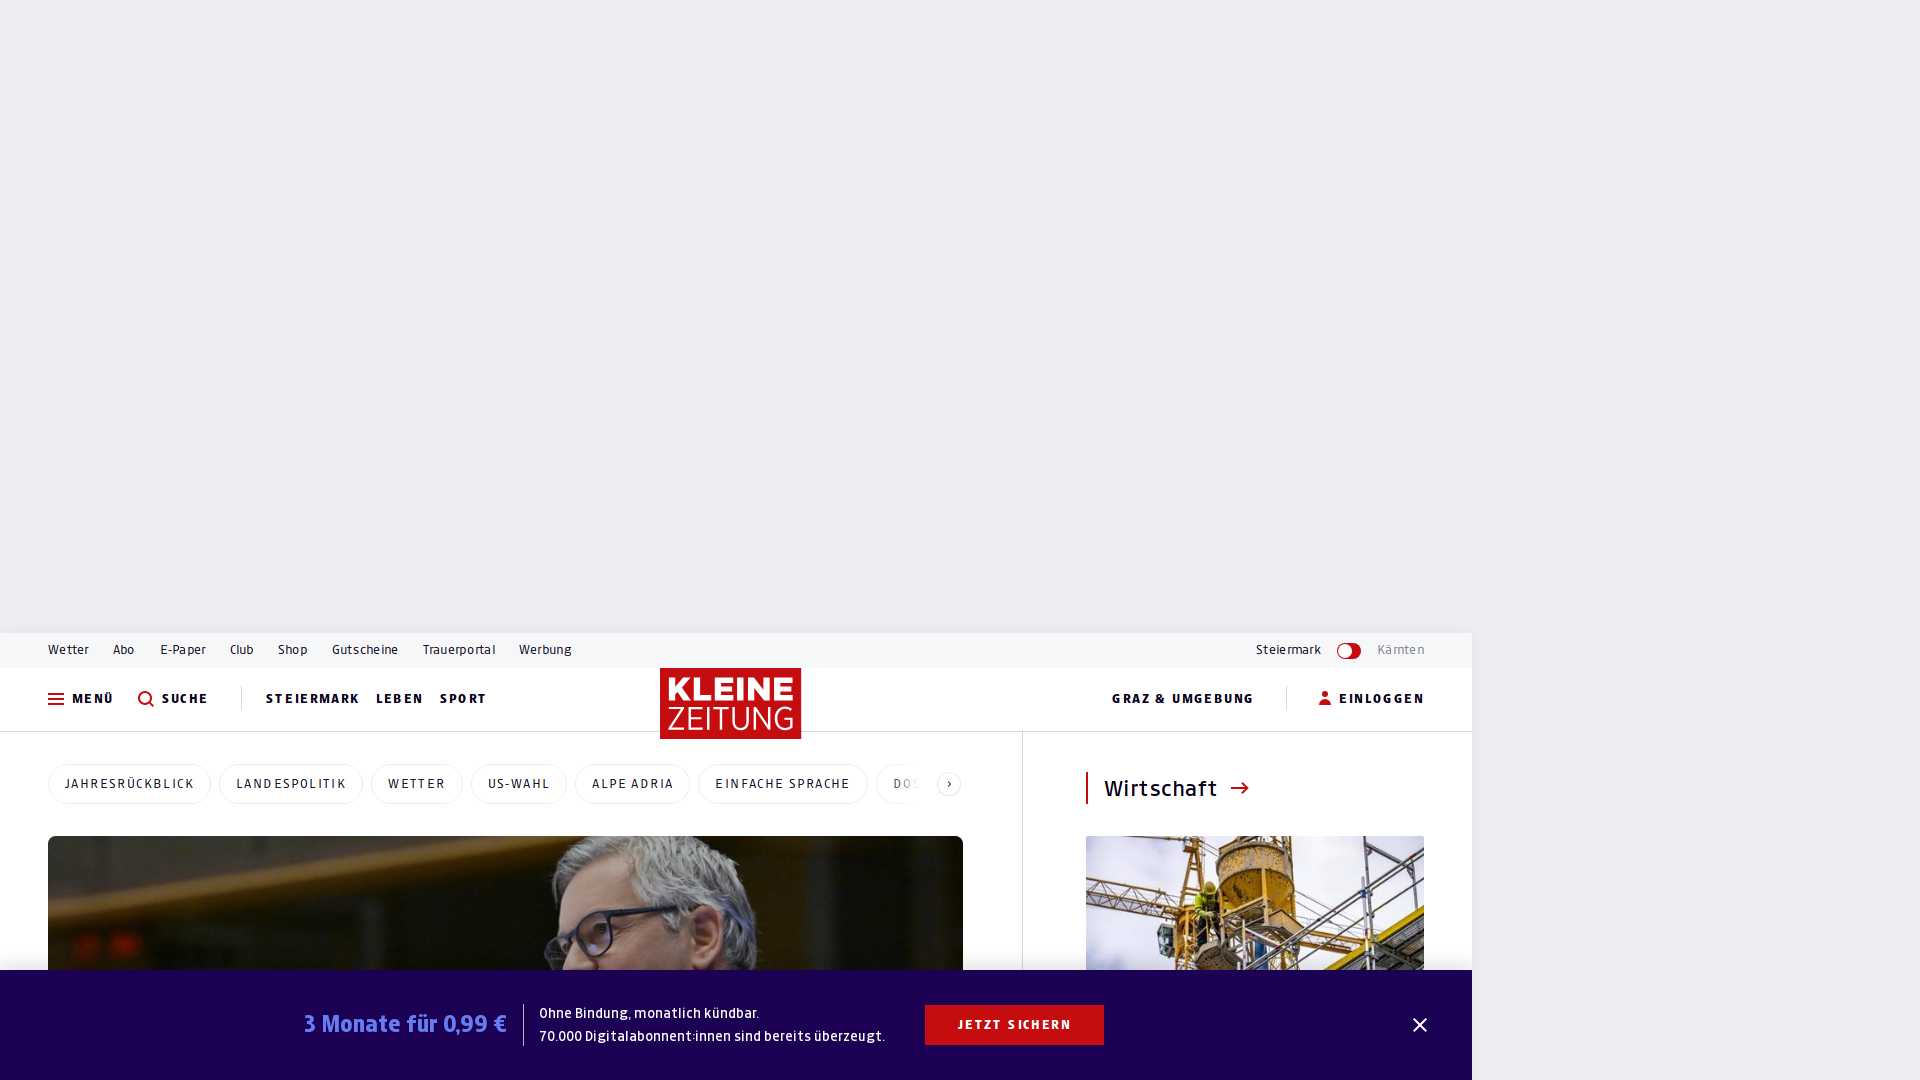 Wetter Abo E-Paper Club Shop Gutscheine Trauerportal Werbung Steiermark Kärnten
MENÜ SUCHE STEIERMARK LEBEN SPORT KLEINE ZEITUNG GRAZ & UMGEBUNG EINLOGGEN
JAHRESRÜCKBLICK LANDESPOLITIK WETTER US-WAHL ALPE ADRIA EINFACHE SPRACHE
Wirtschaft
3 Monate für 0,99 €
Ohne Bindung, monatlich kündbar.
70.000 Digitalabonnent:innen sind bereits überzeugt.
JETZT SICHERN